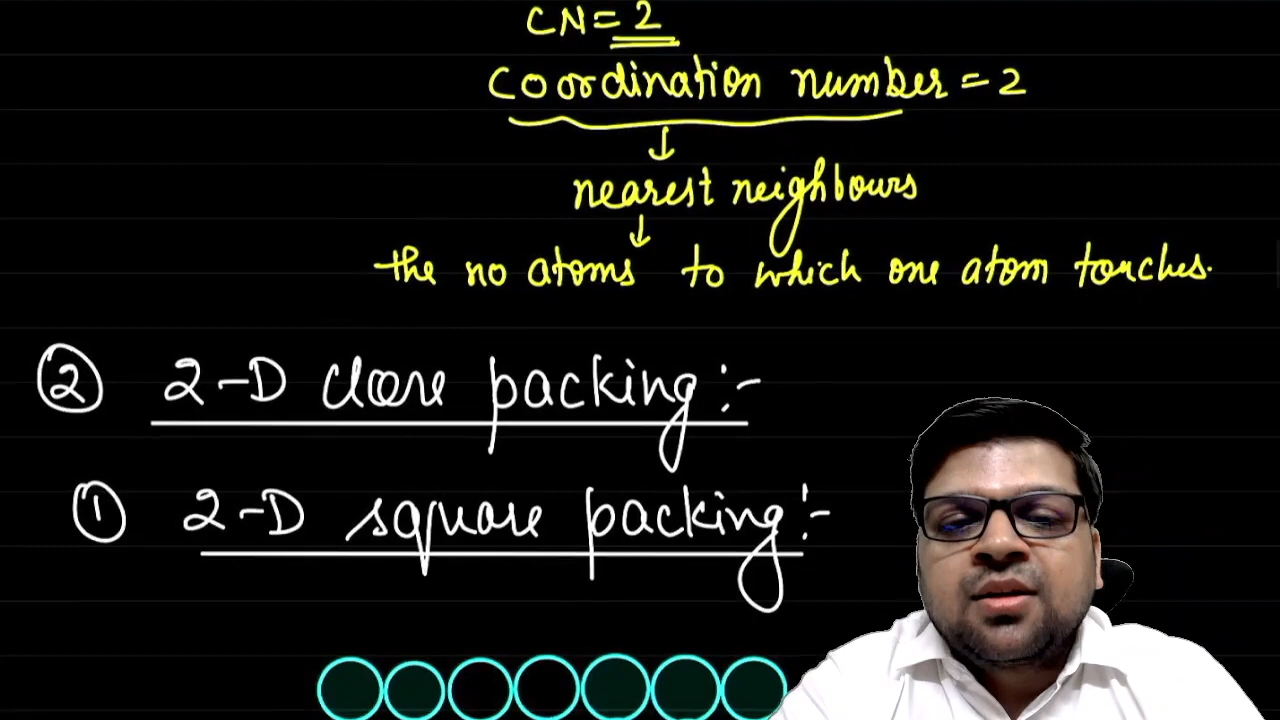 CN = 2
Coordination number = 2
↓
nearest neighbours
↓
the no atoms to which one atom touches.
② 2-D close packing :-
① 2-D square packing :-